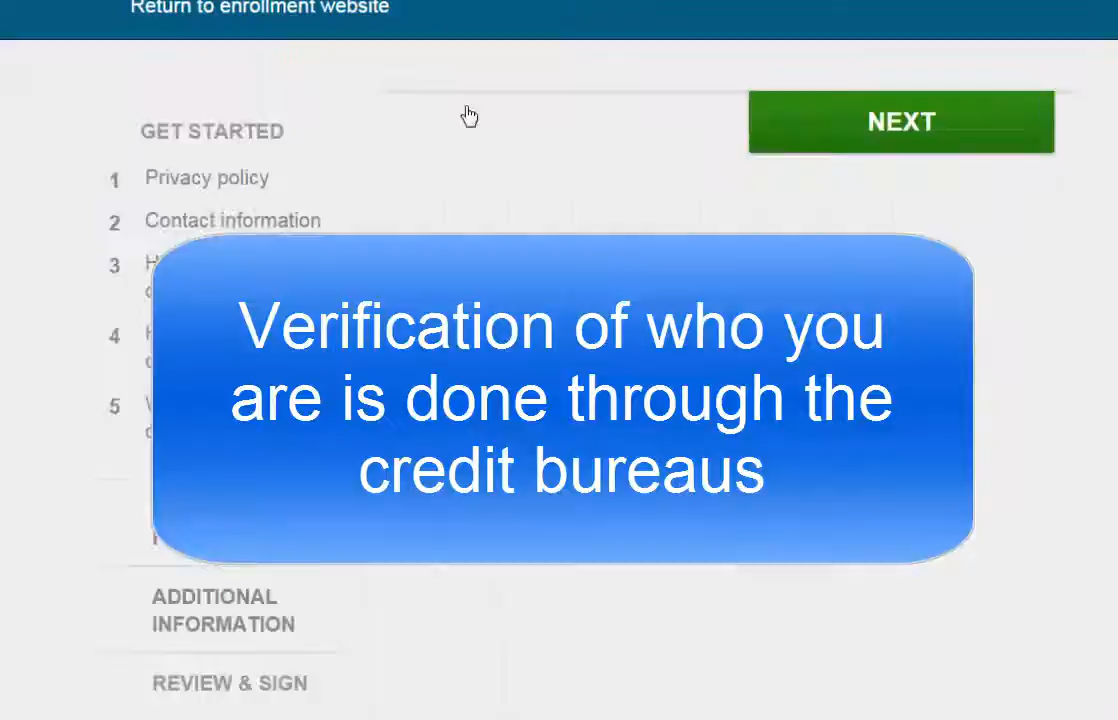 Return to enrollment website
GET STARTED
NEXT
1 Privacy policy
2 Contact information
3
4
5
Verification of who you
are is done through the
credit bureaus
ADDITIONAL
INFORMATION
REVIEW & SIGN